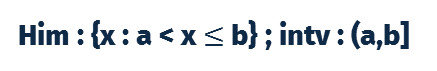 Him : {x : a < x ≤ b} ; intv : (a,b]